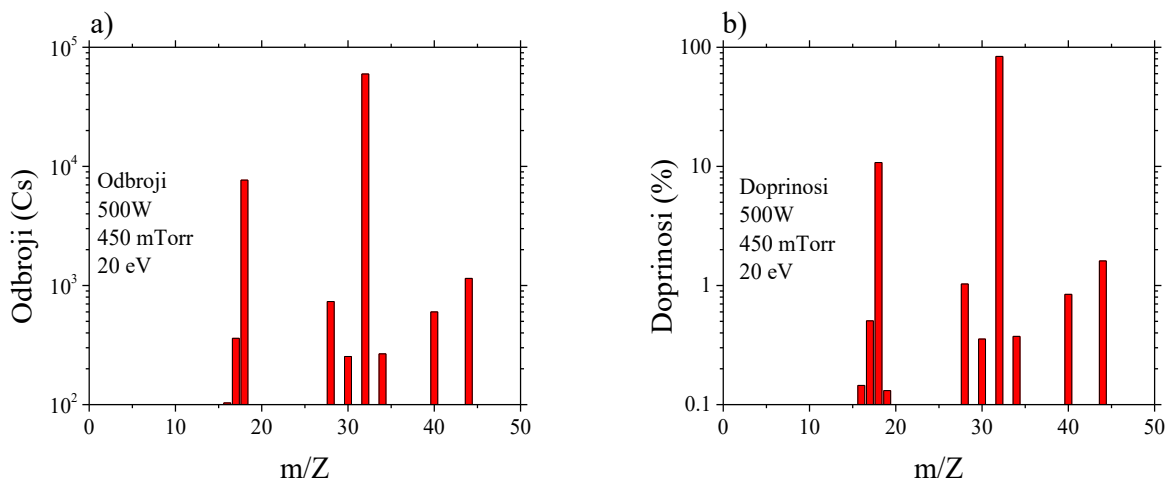 a)
10^5
10^4
10^3
10^2
Odbroji (Cs)
Odbroji
500W
450 mTorr
20 eV
0 10 20 30 40 50
m/Z
b)
100
10
1
0.1
Doprinosi (%)
Doprinosi
500W
450 mTorr
20 eV
0 10 20 30 40 50
m/Z